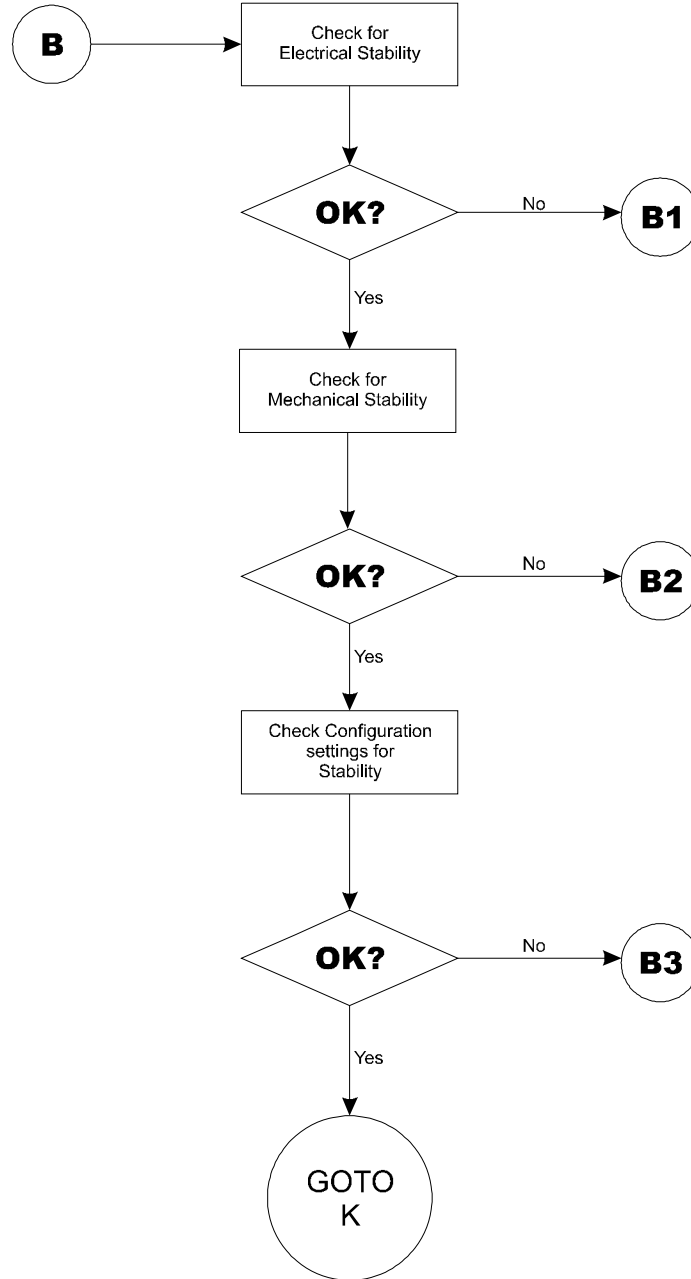 B
Check for
Electrical Stability
OK?
No
B1
Yes
Check for
Mechanical Stability
OK?
No
B2
Yes
Check Configuration
settings for
Stability
OK?
No
B3
Yes
GOTO
K